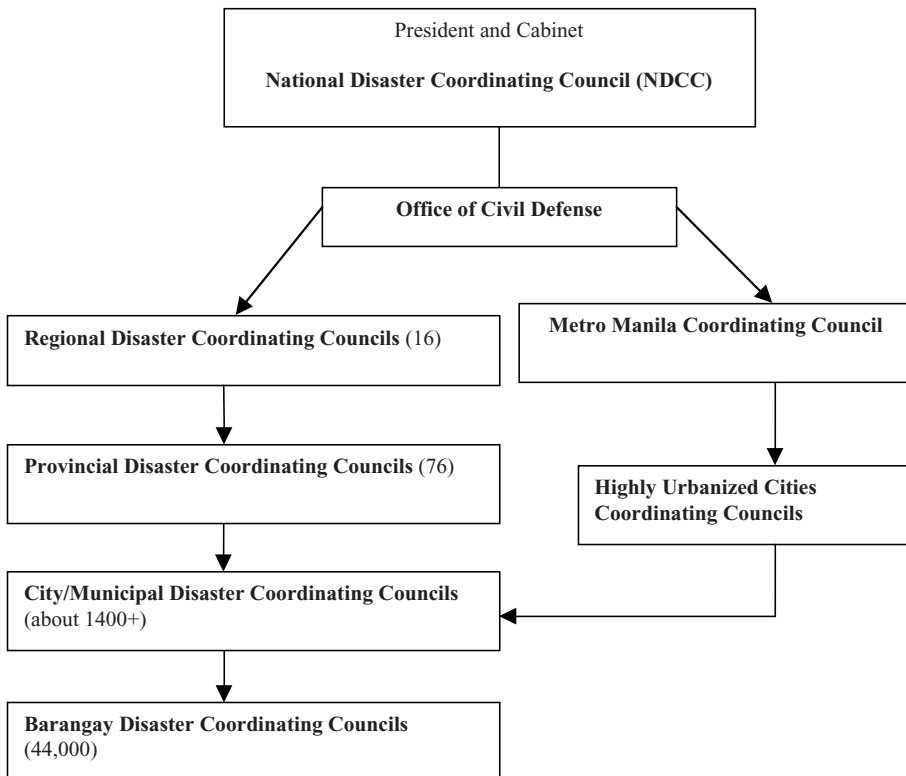 President and Cabinet
National Disaster Coordinating Council (NDCC)
Office of Civil Defense
Regional Disaster Coordinating Councils (16)
Metro Manila Coordinating Council
Provincial Disaster Coordinating Councils (76)
Highly Urbanized Cities
Coordinating Councils
City/Municipal Disaster Coordinating Councils
(about 1400+)
Barangay Disaster Coordinating Councils
(44,000)